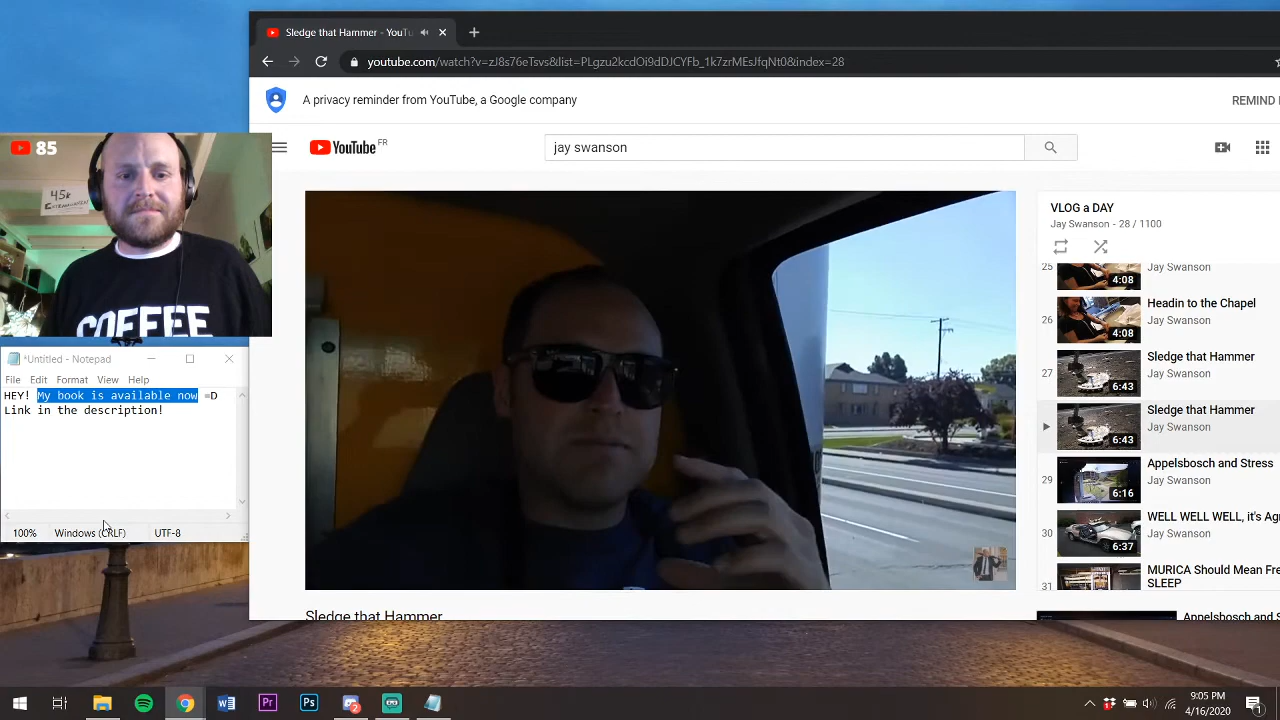 Sledge that Hammer - YouTu
youtube.com/watch?v=zJ8s76eTsvs&list=PLgzu2kcdOi9dDJCYFb_1k7zrMEsJfqNt0&index=28
A privacy reminder from YouTube, a Google company
REMIND
YouTube FR
jay swanson
85
45k
COFFEE
VLOG a DAY
Jay Swanson - 28 / 1100
25
Jay Swanson
4:08
26
Headin to the Chapel
Jay Swanson
4:08
27
Sledge that Hammer
Jay Swanson
6:43
Sledge that Hammer
Jay Swanson
6:43
29
Appelsbosch and Stress
Jay Swanson
6:16
30
WELL WELL WELL, it's Ag
Jay Swanson
6:37
31
MURICA Should Mean Fre
SLEEP
Sledge that Hammer
Appelsbosch and S
*Untitled - Notepad
File Edit Format View Help
HEY! My book is available now =D
Link in the description!
100% Windows (CRLF) UTF-8
W
Pr
Ps
2
9:05 PM
4/16/2020
1